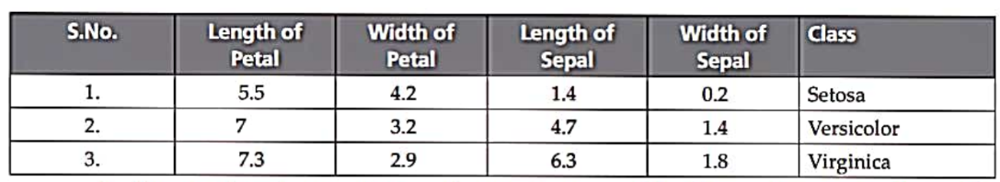 S.No. Length of Petal Width of Petal Length of Sepal Width of Sepal Class
1. 5.5 4.2 1.4 0.2 Setosa
2. 7 3.2 4.7 1.4 Versicolor
3. 7.3 2.9 6.3 1.8 Virginica